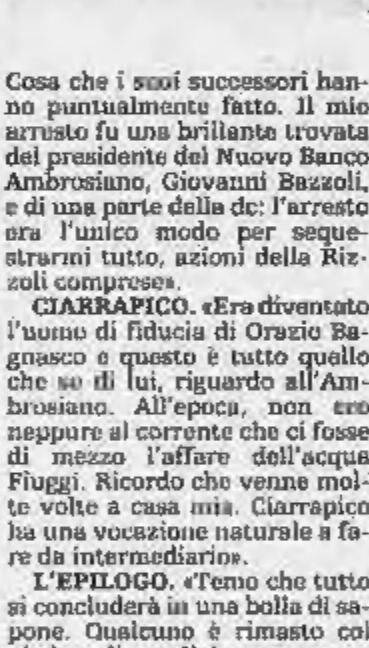 Cosa che i suoi successori han-
no puntualmente fatto. Il mio
arresto fu una brillante trovata
del presidente del Nuovo Banco
Ambrosiano, Giovanni Bazzoli,
e di una parte della dc: l'arresto
era l'unico modo per seque-
strarmi tutto, azioni della Riz-
zoli comprese».
CIARRAPICO. «Era diventato
l'uomo di fiducia di Orazio Ba-
gnasco e questo è tutto quello
che so di lui, riguardo all'Am-
brosiano. All'epoca, non ero
neppure al corrente che ci fosse
di mezzo l'affare dell'acqua
Fiuggi. Ricordo che venne mol-
te volte a casa mia. Ciarrapico
ha una vocazione naturale a fa-
re da intermediario».
L'EPILOGO. «Temo che tutto
si concluderà in una bolla di sa-
pone. Qualcuno è rimasto col